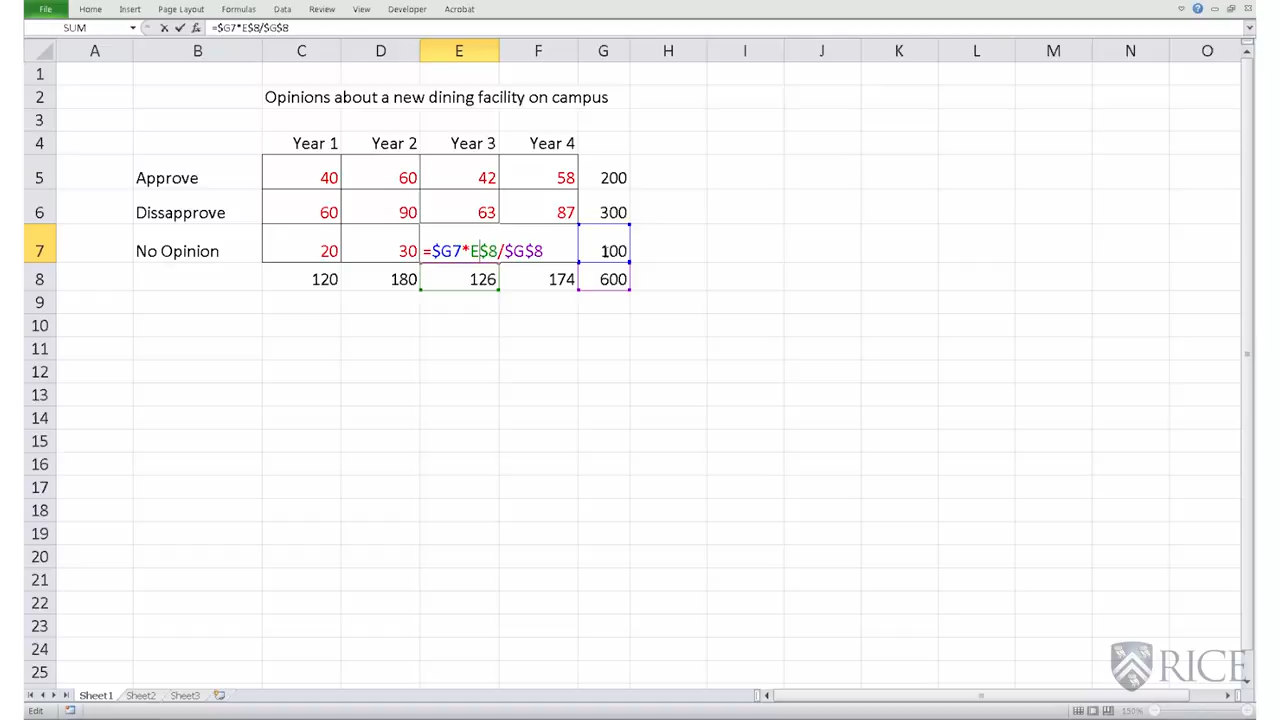 File Home Insert Page Layout Formulas Data Review View Developer Acrobat
SUM =$G7*E$8/$G$8
A B C D E F G H I J K L M N O
1
2 Opinions about a new dining facility on campus
3
4 Year 1 Year 2 Year 3 Year 4
5 Approve 40 60 42 58 200
6 Dissapprove 60 90 63 87 300
7 No Opinion 20 30 =$G7*E$8/$G$8 100
8 120 180 126 174 600
9
10
11
12
13
14
15
16
17
18
19
20
21
22
23
24
25
RICE
Sheet1 Sheet2 Sheet3
Edit 150%